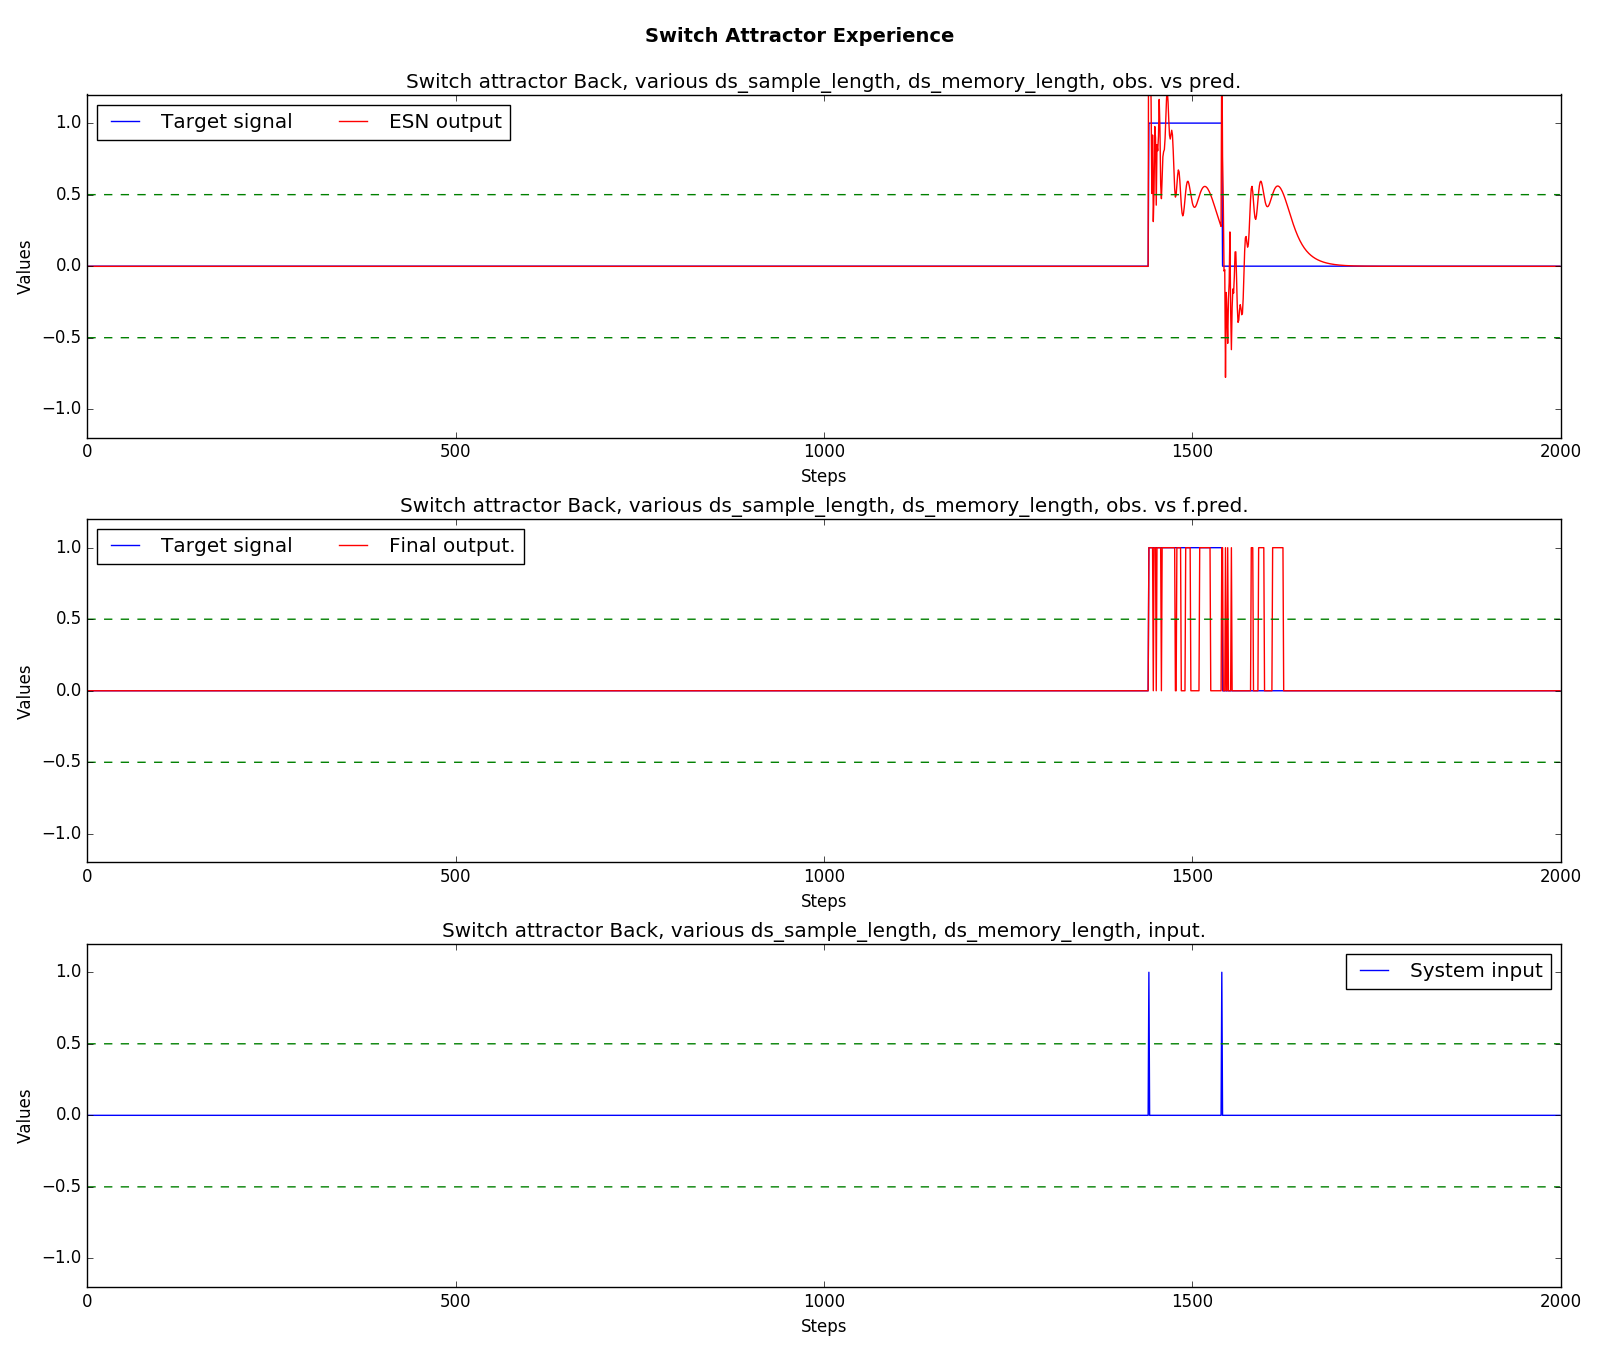 Switch Attractor Experience
Switch attractor Back, various ds_sample_length, ds_memory_length, obs. vs pred.
Target signal ESN output
1.0
0.5
0.0
−0.5
−1.0
Values
0 500 1000 1500 2000
Steps
Switch attractor Back, various ds_sample_length, ds_memory_length, obs. vs f.pred.
Target signal Final output.
1.0
0.5
0.0
−0.5
−1.0
Values
0 500 1000 1500 2000
Steps
Switch attractor Back, various ds_sample_length, ds_memory_length, input.
System input
1.0
0.5
0.0
−0.5
−1.0
Values
0 500 1000 1500 2000
Steps